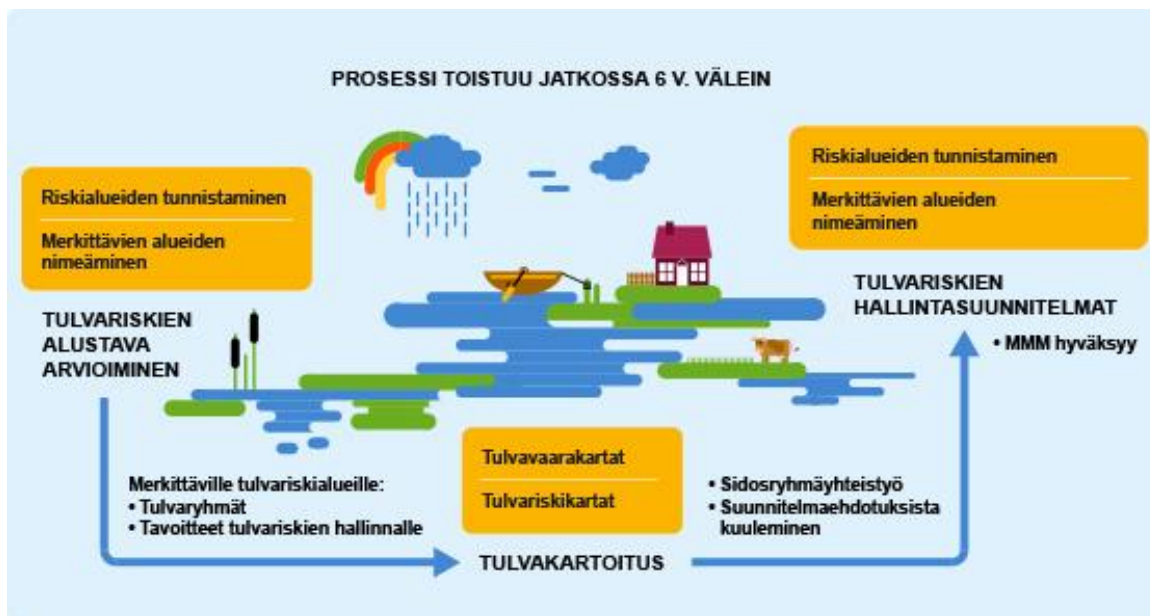 PROSESSI TOISTUU JATKOSSA 6 V. VÄLEIN
Riskialueiden tunnistaminen
Merkittävien alueiden
nimeäminen
TULVARISKIEN
ALUSTAVA
ARVIOIMINEN
Merkittäville tulvariskialueille:
• Tulvaryhmät
• Tavoitteet tulvariskien hallinnalle
Tulvavaarakartat
Tulvariskikartat
TULVAKARTOITUS
• Sidosryhmäyhteistyö
• Suunnitelmaehdotuksista
kuuleminen
Riskialueiden tunnistaminen
Merkittävien alueiden
nimeäminen
TULVARISKIEN
HALLINTASUUNNITELMAT
• MMM hyväksyy